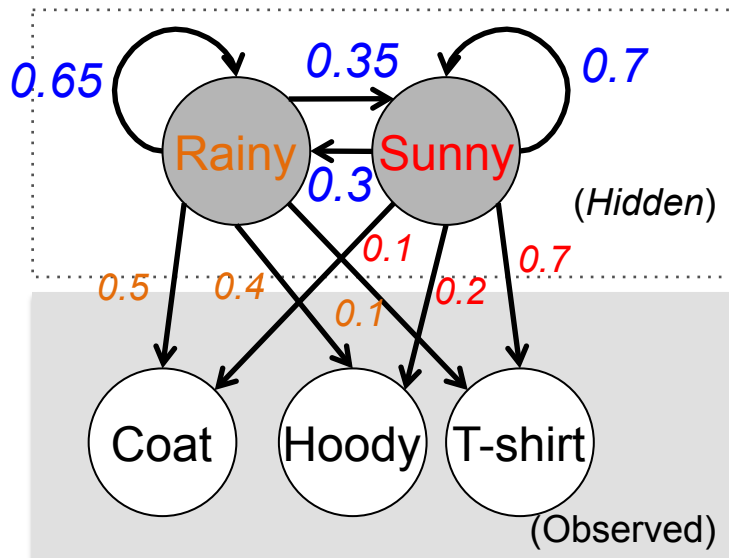 0.65
0.35
0.7
Rainy
Sunny
0.3
(Hidden)
0.5
0.4
0.1
0.1
0.2
0.7
Coat
Hoody
T-shirt
(Observed)